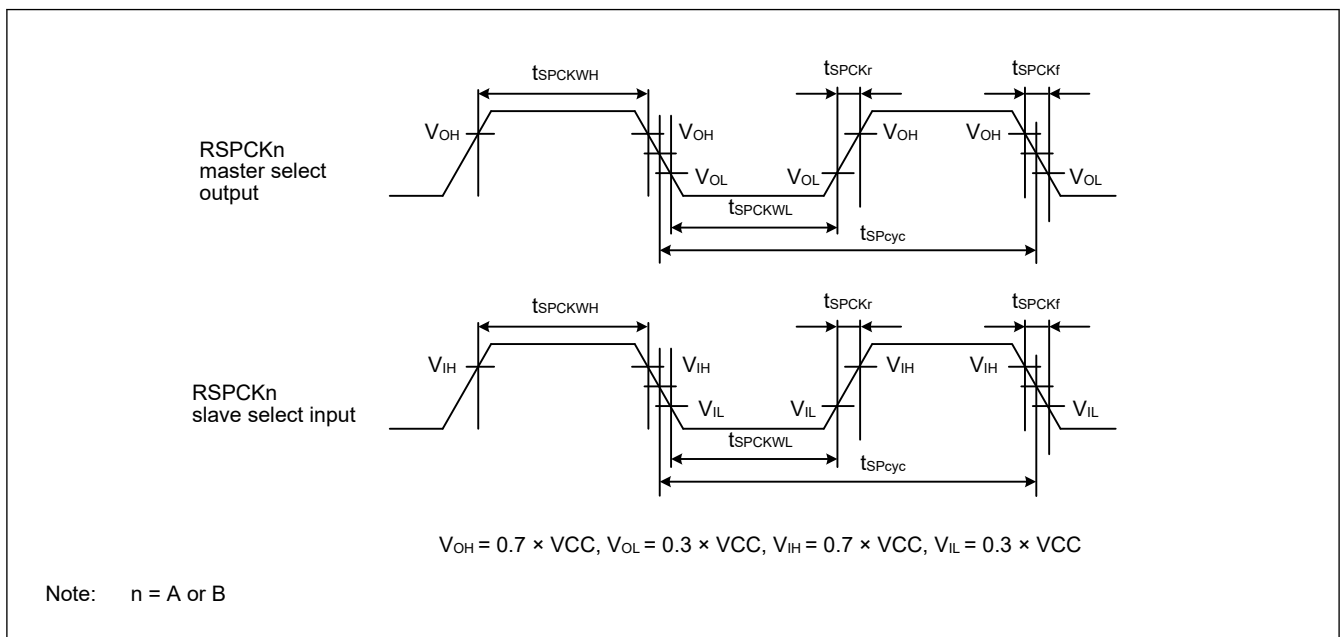 tSPCKWH
tSPCKr
tSPCKf
RSPCKn
master select
output
VOH
VOH
VOL
VOL
VOH
VOH
VOL
tSPCKWL
tSPcyc
tSPCKWH
tSPCKr
tSPCKf
RSPCKn
slave select input
VIH
VIH
VIL
VIL
VIH
VIH
VIL
tSPCKWL
tSPcyc
VOH = 0.7 × VCC, VOL = 0.3 × VCC, VIH = 0.7 × VCC, VIL = 0.3 × VCC
Note: n = A or B